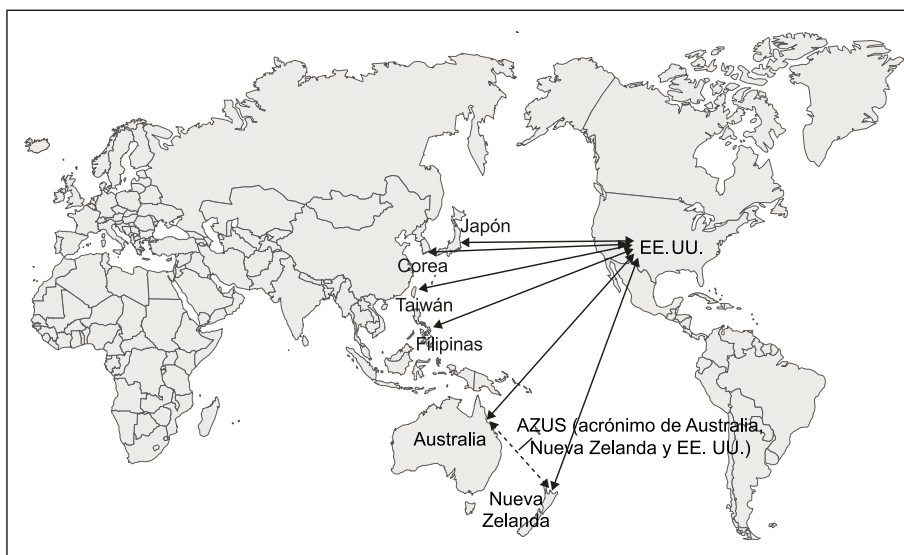 Japón
EE.UU.
Corea
Taiwán
Filipinas
AZUS (acrónimo de Australia,
Nueva Zelanda y EE. UU.)
Australia
Nueva
Zelanda